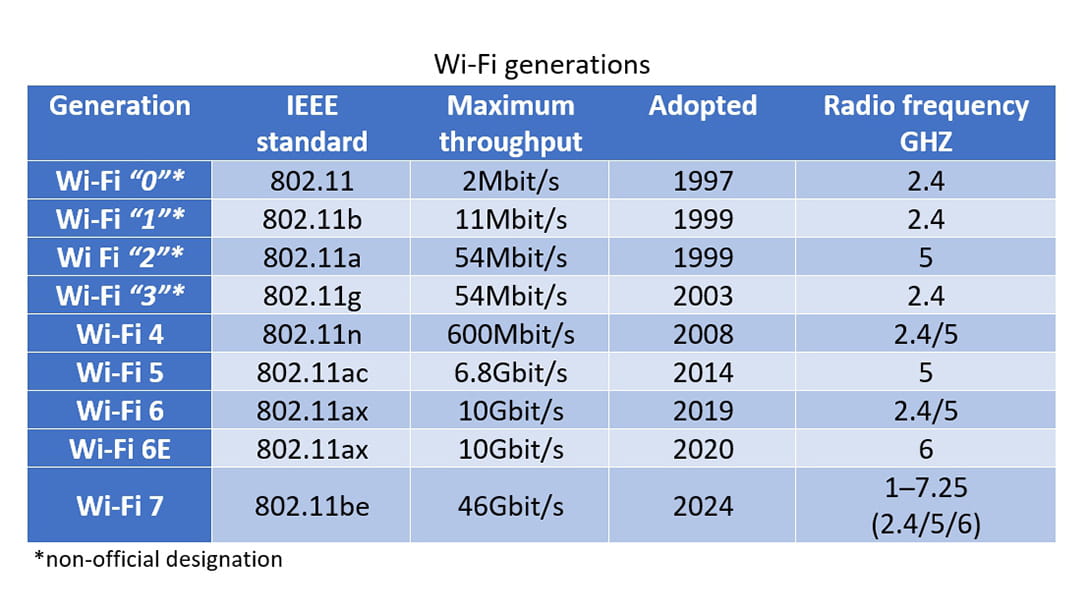 Wi-Fi generations
Generation IEEE standard Maximum throughput Adopted Radio frequency GHZ
Wi-Fi “0”* 802.11 2Mbit/s 1997 2.4
Wi-Fi “1”* 802.11b 11Mbit/s 1999 2.4
Wi Fi “2”* 802.11a 54Mbit/s 1999 5
Wi-Fi “3”* 802.11g 54Mbit/s 2003 2.4
Wi-Fi 4 802.11n 600Mbit/s 2008 2.4/5
Wi-Fi 5 802.11ac 6.8Gbit/s 2014 5
Wi-Fi 6 802.11ax 10Gbit/s 2019 2.4/5
Wi-Fi 6E 802.11ax 10Gbit/s 2020 6
Wi-Fi 7 802.11be 46Gbit/s 2024 1–7.25 (2.4/5/6)
*non-official designation